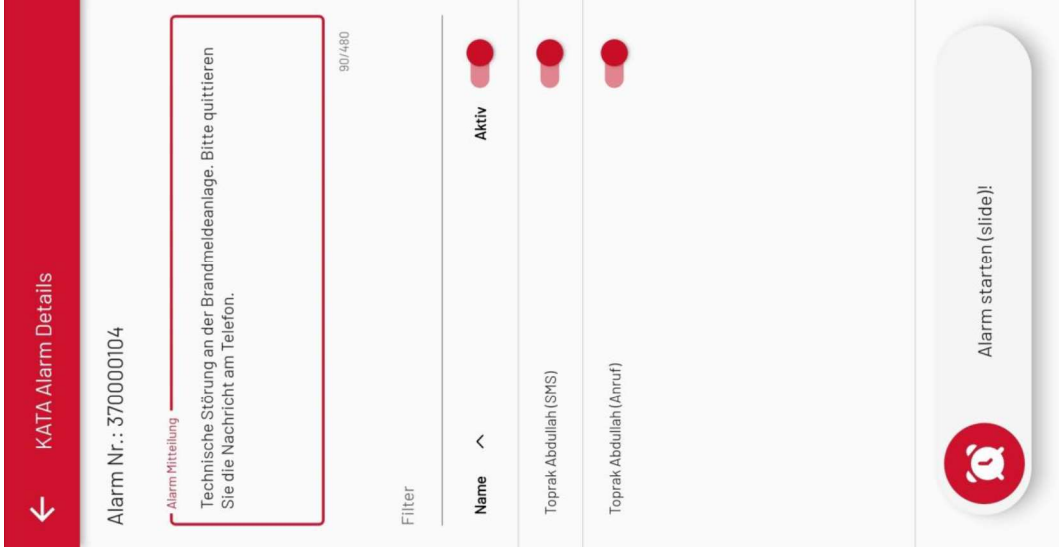 KATA Alarm Details
Alarm Nr.: 370000104
Alarm Mitteilung
Technische Störung an der Brandmeldeanlage. Bitte quittieren
Sie die Nachricht am Telefon.
90/480
Filter
Name Aktiv
Toprak Abdullah (SMS)
Toprak Abdullah (Anruf)
Alarm starten (slide)!